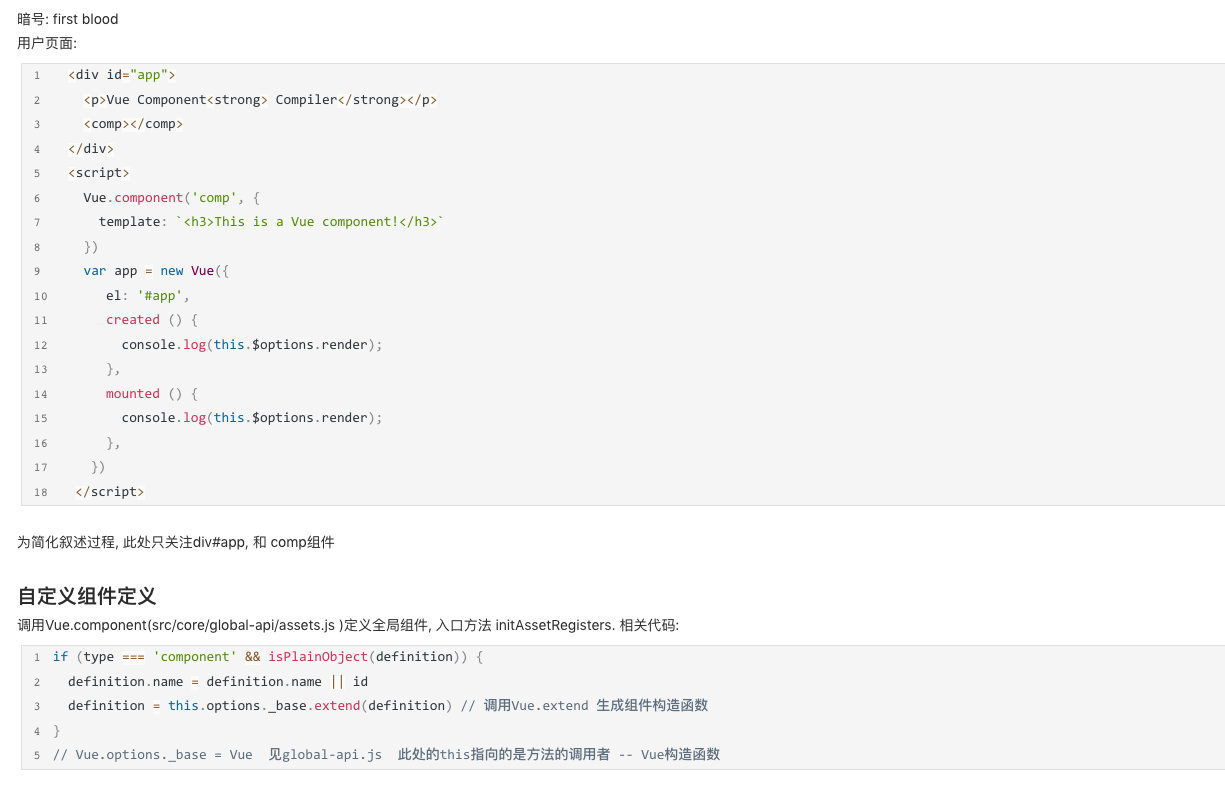 暗号: first blood
用户页面:
1 <div id="app">
2 <p>Vue Component<strong> Compiler</strong></p>
3 <comp></comp>
4 </div>
5 <script>
6 Vue.component('comp', {
7 template: `<h3>This is a Vue component!</h3>`
8 })
9 var app = new Vue({
10 el: '#app',
11 created () {
12 console.log(this.$options.render);
13 },
14 mounted () {
15 console.log(this.$options.render);
16 },
17 })
18 </script>
为简化叙述过程, 此处只关注div#app, 和 comp组件
自定义组件定义
调用Vue.component(src/core/global-api/assets.js )定义全局组件, 入口方法 initAssetRegisters. 相关代码:
1 if (type === 'component' && isPlainObject(definition)) {
2 definition.name = definition.name || id
3 definition = this.options._base.extend(definition) // 调用Vue.extend 生成组件构造函数
4 }
5 // Vue.options._base = Vue  见global-api.js  此处的this指向的是方法的调用者 -- Vue构造函数